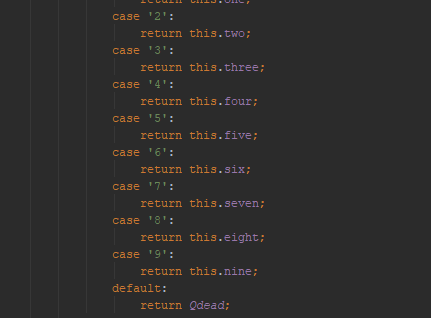 return this.one;
case '2':
return this.two;
case '3':
return this.three;
case '4':
return this.four;
case '5':
return this.five;
case '6':
return this.six;
case '7':
return this.seven;
case '8':
return this.eight;
case '9':
return this.nine;
default:
return Qdead;